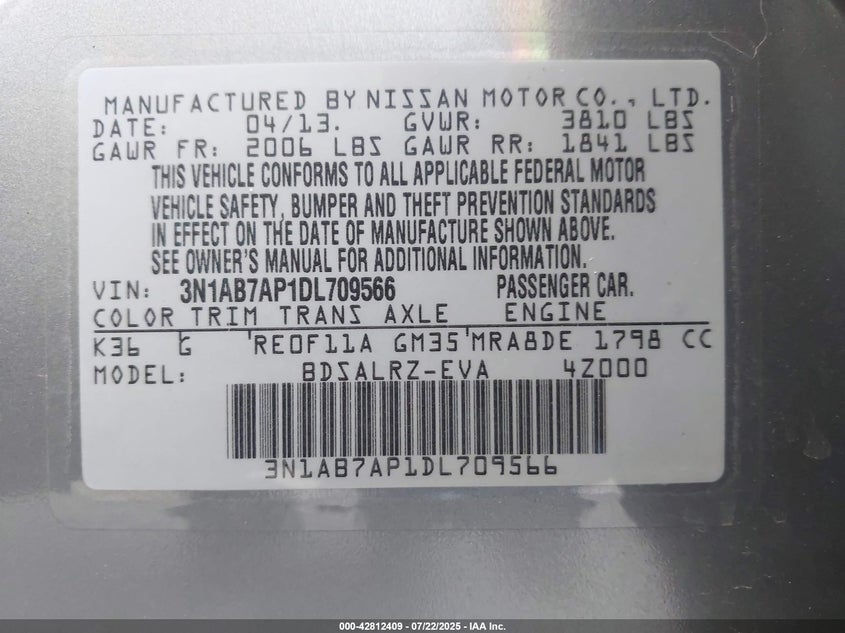 MANUFACTURED BY NISSAN MOTOR CO., LTD.
DATE: 04/13. GVWR: 3810 LBS
GAWR FR: 2006 LBS GAWR RR: 1841 LBS
THIS VEHICLE CONFORMS TO ALL APPLICABLE FEDERAL MOTOR
VEHICLE SAFETY, BUMPER AND THEFT PREVENTION STANDARDS
IN EFFECT ON THE DATE OF MANUFACTURE SHOWN ABOVE.
SEE OWNER'S MANUAL FOR ADDITIONAL INFORMATION.
VIN: 3N1AB7AP1DL709566 PASSENGER CAR.
COLOR TRIM TRANS AXLE ENGINE
K36 G RE0F11A GM35 MRA8DE 1798 CC
MODEL: BDSALRZ-EVA 4Z000
3N1AB7AP1DL709566
000-42812409 - 07/22/2025 - IAA Inc.